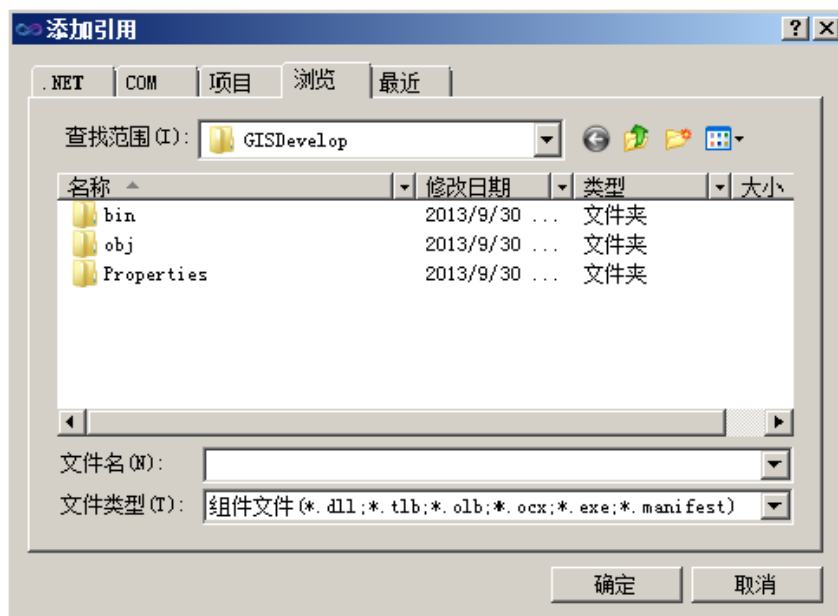 添加引用
.NET COM 项目 浏览 最近
查找范围(I): GISDevelop
名称 修改日期 类型 大小
bin 2013/9/30 ... 文件夹
obj 2013/9/30 ... 文件夹
Properties 2013/9/30 ... 文件夹
文件名(N):
文件类型(T): 组件文件(*.dll;*.tlb;*.olb;*.ocx;*.exe;*.manifest)
确定 取消